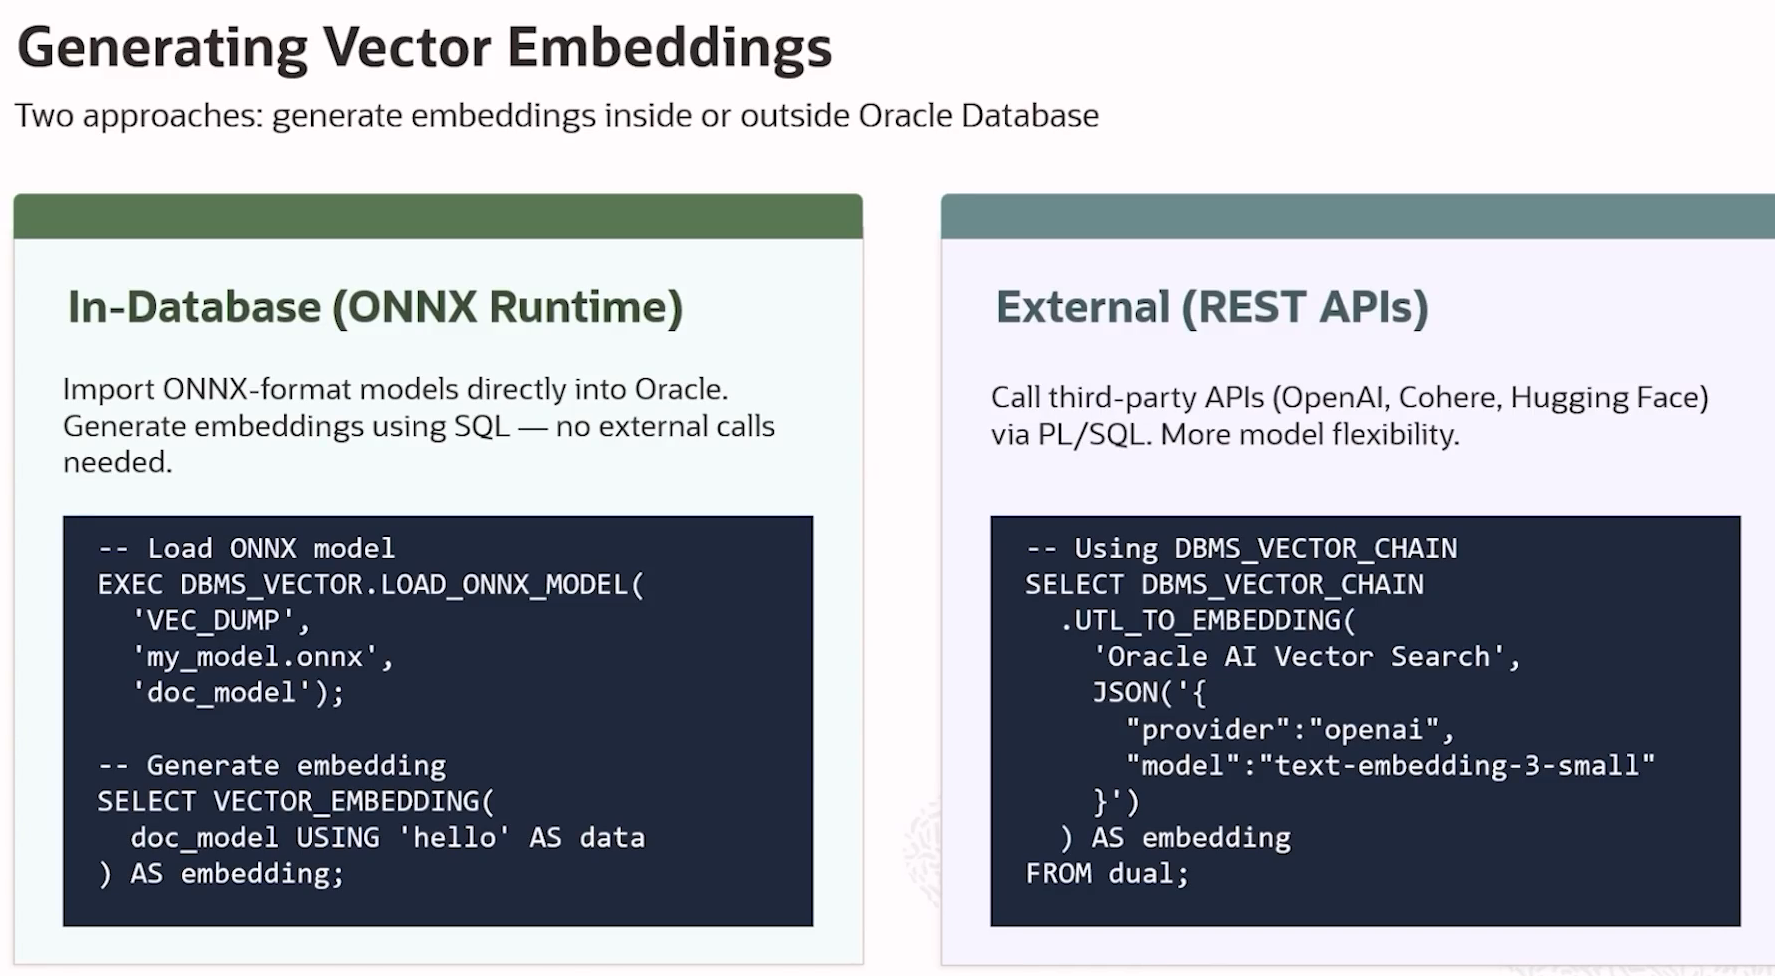 Generating Vector Embeddings
Two approaches: generate embeddings inside or outside Oracle Database
In-Database (ONNX Runtime)
Import ONNX-format models directly into Oracle.
Generate embeddings using SQL — no external calls
needed.
-- Load ONNX model
EXEC DBMS_VECTOR.LOAD_ONNX_MODEL(
  'VEC_DUMP',
  'my_model.onnx',
  'doc_model');
-- Generate embedding
SELECT VECTOR_EMBEDDING(
  doc_model USING 'hello' AS data
) AS embedding;
External (REST APIs)
Call third-party APIs (OpenAI, Cohere, Hugging Face)
via PL/SQL. More model flexibility.
-- Using DBMS_VECTOR_CHAIN
SELECT DBMS_VECTOR_CHAIN
  .UTL_TO_EMBEDDING(
    'Oracle AI Vector Search',
    JSON('{
      "provider":"openai",
      "model":"text-embedding-3-small"
    }')
  ) AS embedding
FROM dual;